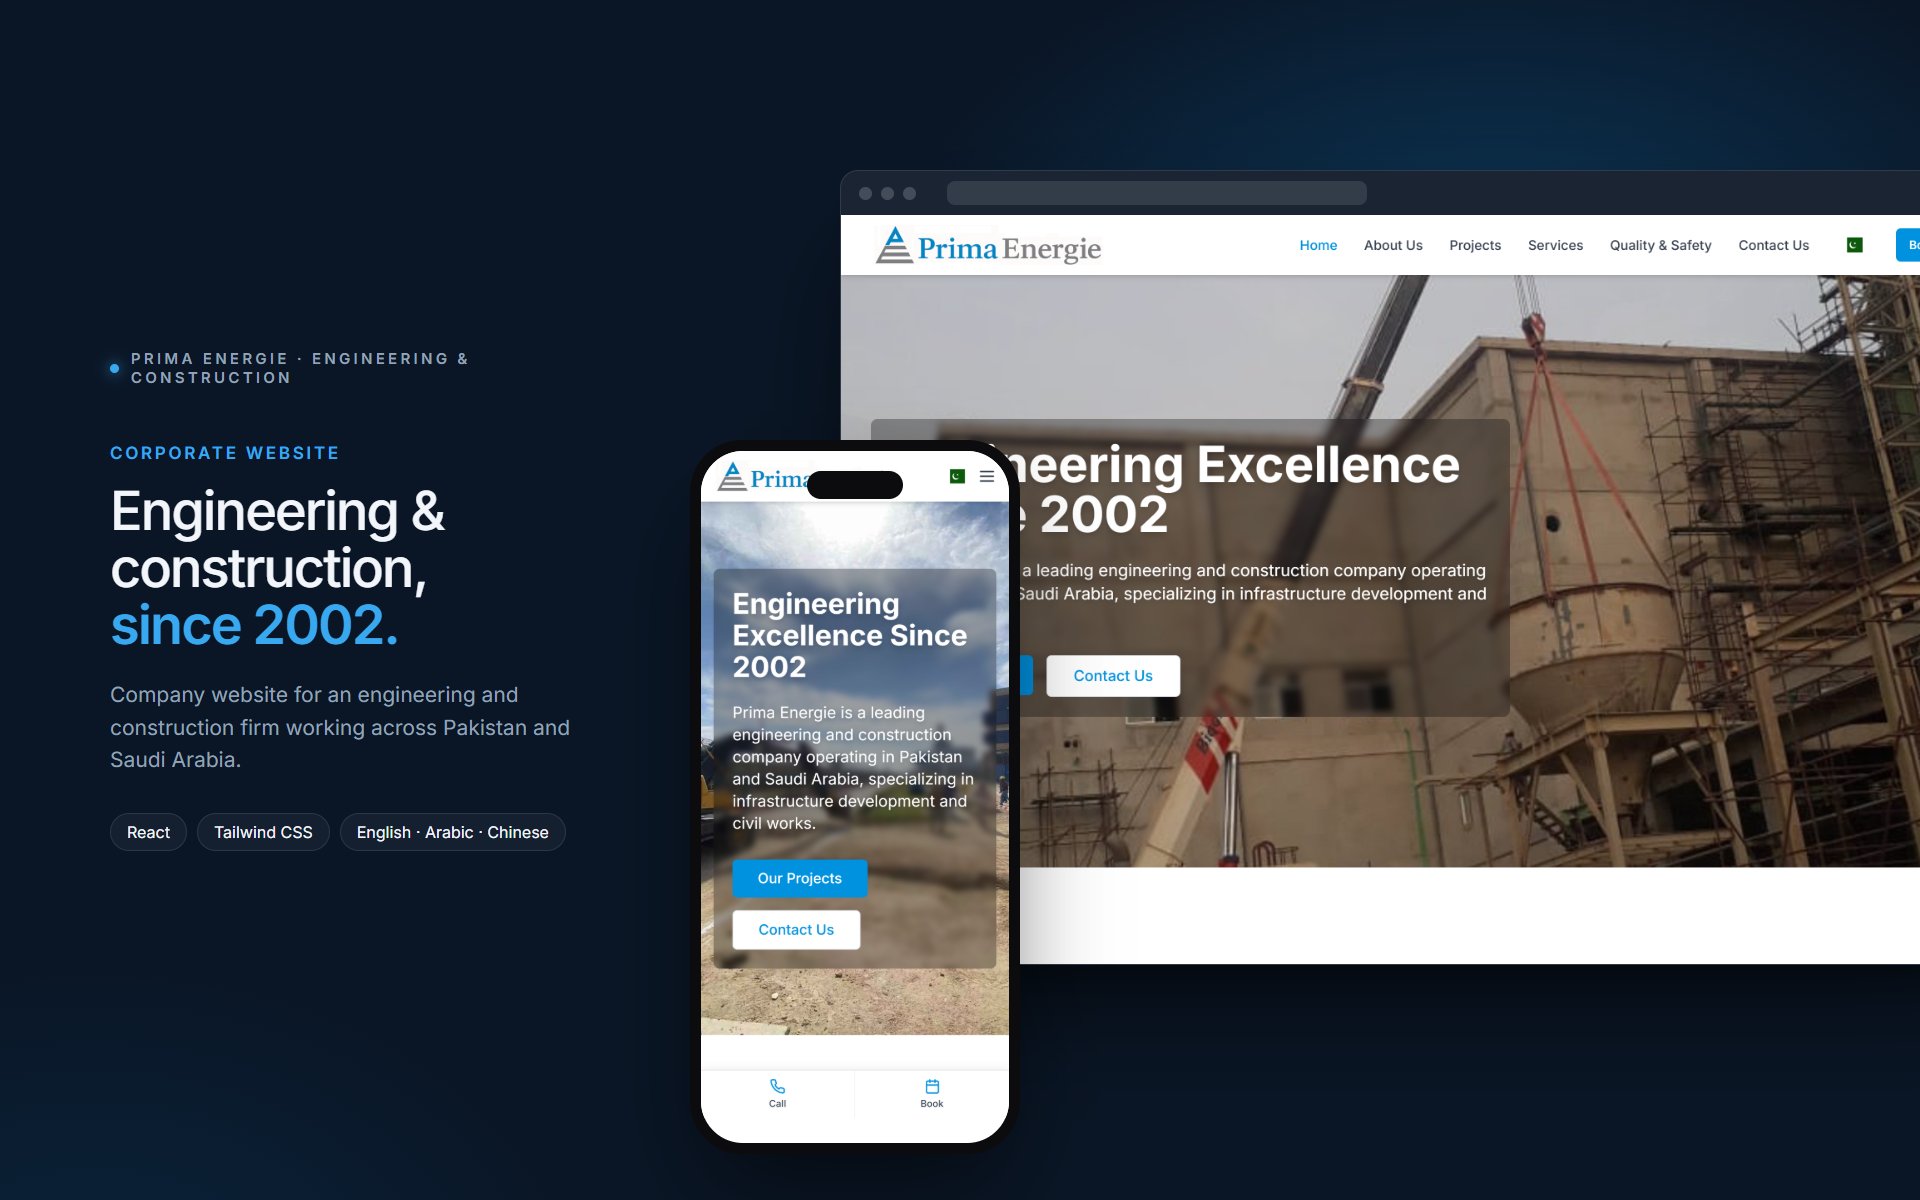 PRIMA ENERGIE · ENGINEERING &
CONSTRUCTION
CORPORATE WEBSITE
Engineering &
construction,
since 2002.
Company website for an engineering and
construction firm working across Pakistan and
Saudi Arabia.
React
Tailwind CSS
English · Arabic · Chinese
Prima Energie
Home
About Us
Projects
Services
Quality & Safety
Contact Us
neering Excellence
2002
a leading engineering and construction company operating
Saudi Arabia, specializing in infrastructure development and
Contact Us
Prima
Engineering
Excellence Since
2002
Prima Energie is a leading
engineering and construction
company operating in Pakistan
and Saudi Arabia, specializing in
infrastructure development and
civil works.
Our Projects
Contact Us
Call
Book